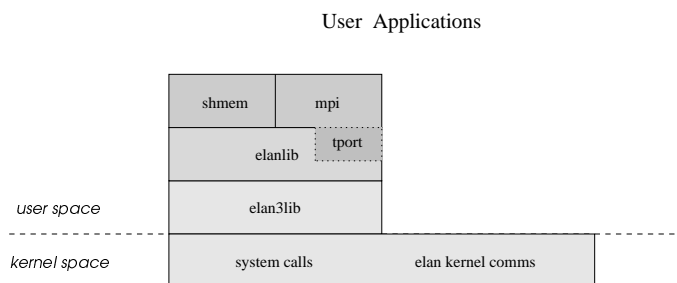 User Applications
shmem
mpi
tport
elanlib
elan3lib
user space
kernel space
system calls
elan kernel comms